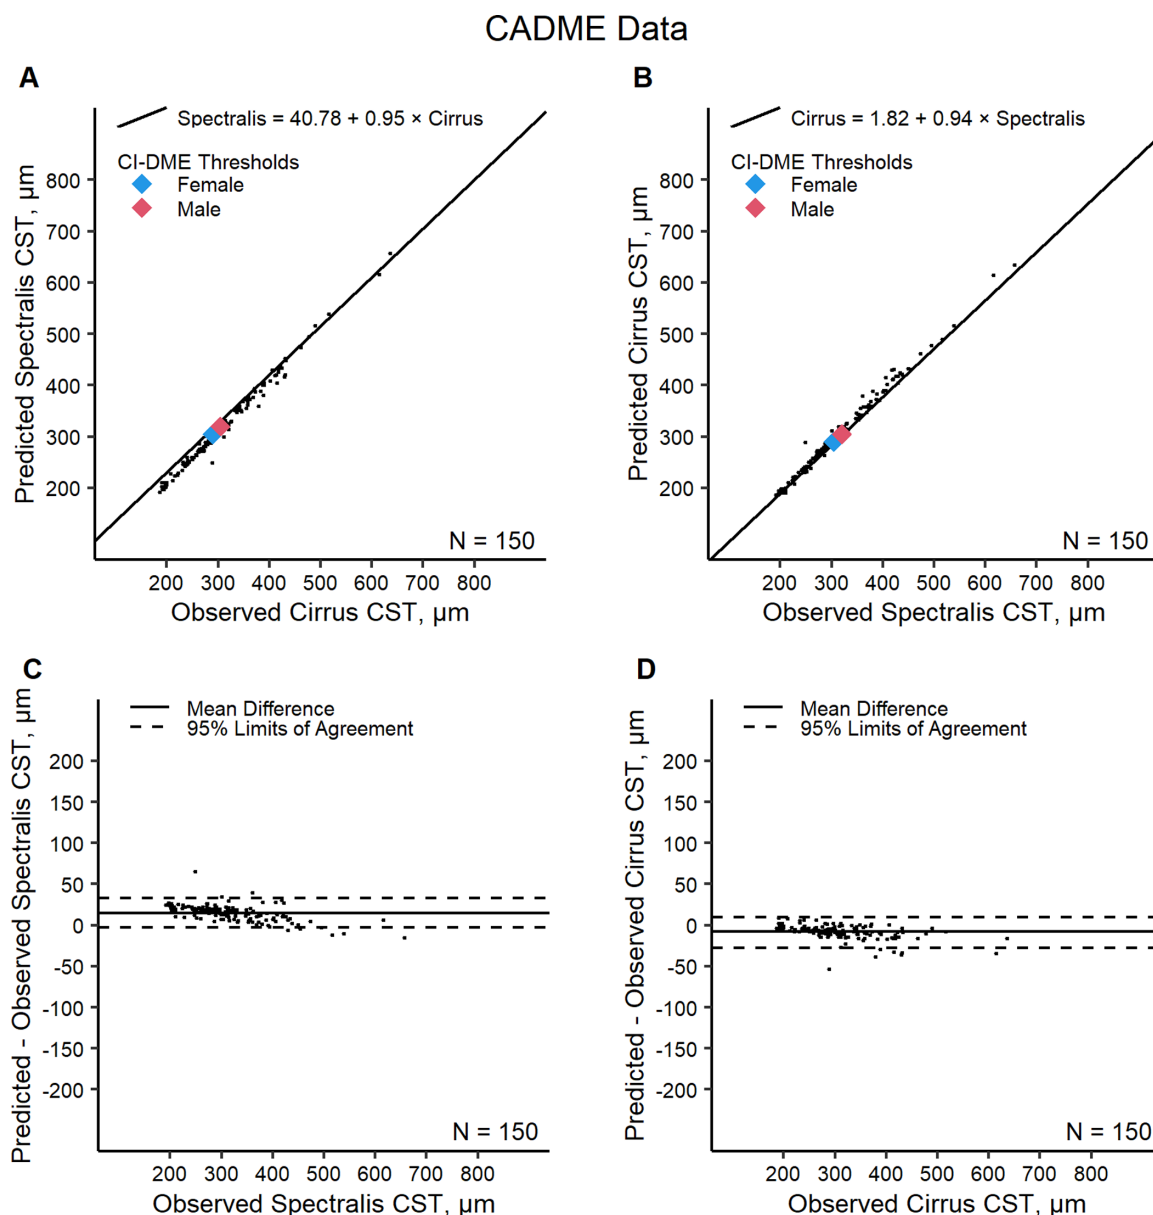 CADME Data
A
Spectralis = 40.78 + 0.95 × Cirrus
CI-DME Thresholds
Female
Male
800
700
600
500
400
300
200
Predicted Spectralis CST, μm
N = 150
200 300 400 500 600 700 800
Observed Cirrus CST, μm
B
Cirrus = 1.82 + 0.94 × Spectralis
CI-DME Thresholds
Female
Male
800
700
600
500
400
300
200
Predicted Cirrus CST, μm
N = 150
200 300 400 500 600 700 800
Observed Spectralis CST, μm
C
Mean Difference
95% Limits of Agreement
200
150
100
50
0
-50
-100
-150
-200
Predicted - Observed Spectralis CST, μm
N = 150
200 300 400 500 600 700 800
Observed Spectralis CST, μm
D
Mean Difference
95% Limits of Agreement
200
150
100
50
0
-50
-100
-150
-200
Predicted - Observed Cirrus CST, μm
N = 150
200 300 400 500 600 700 800
Observed Cirrus CST, μm